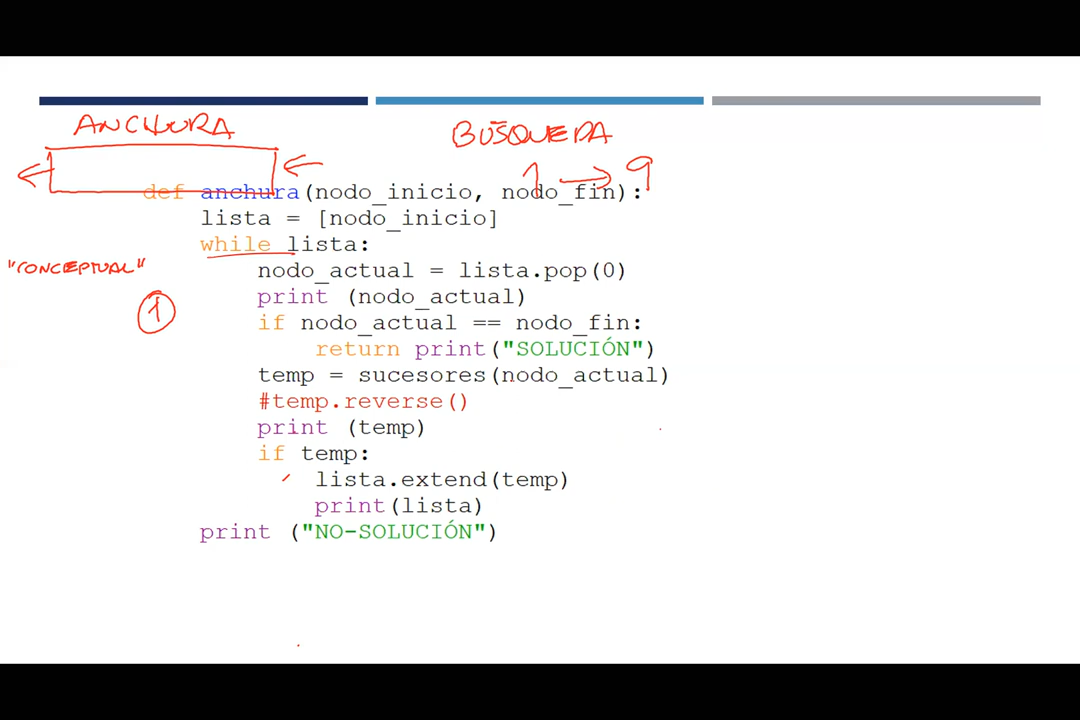 ANCHURA
BÚSQUEDA
1 → 9
def anchura(nodo_inicio, nodo_fin):
lista = [nodo_inicio]
while lista:
"CONCEPTUAL"
nodo_actual = lista.pop(0)
1
print (nodo_actual)
if nodo_actual == nodo_fin:
return print("SOLUCIÓN")
temp = sucesores(nodo_actual)
#temp.reverse()
print (temp)
if temp:
lista.extend(temp)
print(lista)
print ("NO-SOLUCIÓN")